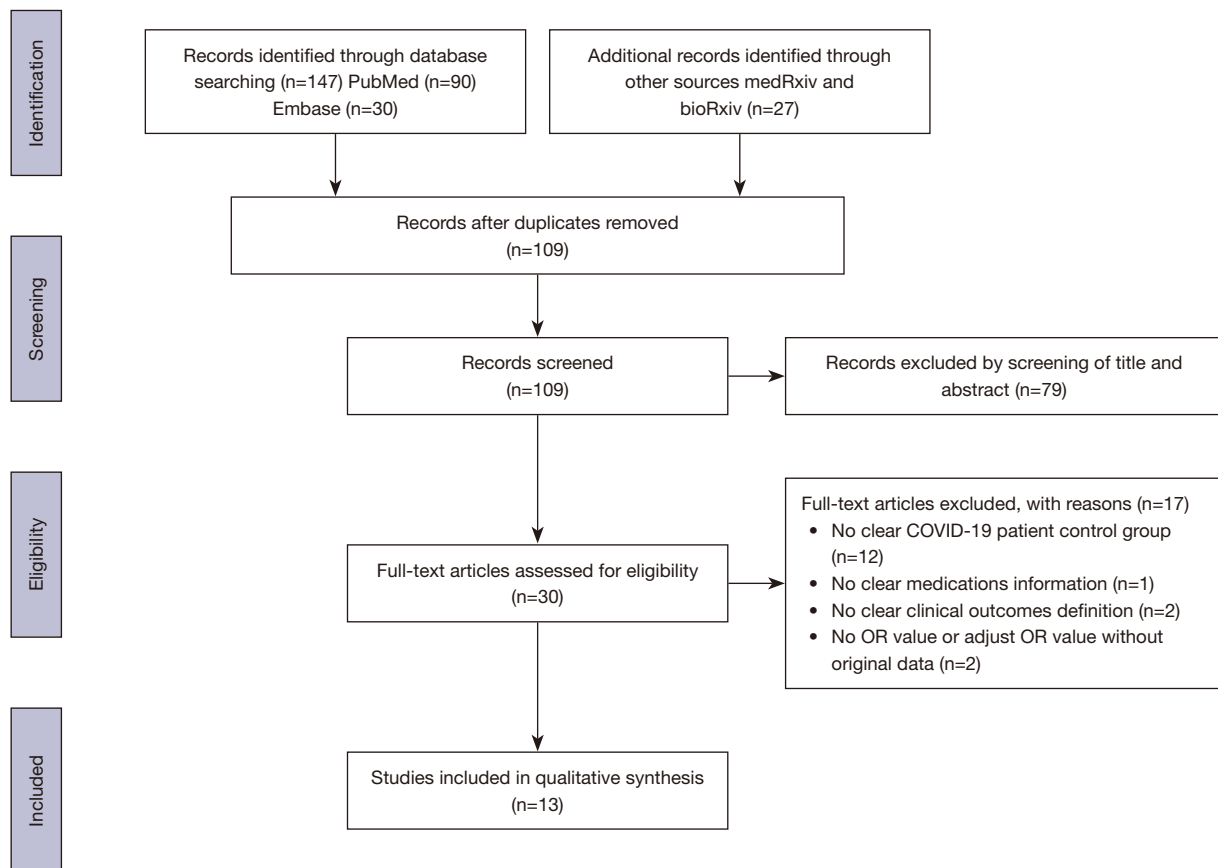 Identification
Records identified through database
searching (n=147) PubMed (n=90)
Embase (n=30)
Additional records identified through
other sources medRxiv and
bioRxiv (n=27)
Records after duplicates removed
(n=109)
Screening
Records screened
(n=109)
Records excluded by screening of title and
abstract (n=79)
Eligibility
Full-text articles assessed for eligibility
(n=30)
Full-text articles excluded, with reasons (n=17)
• No clear COVID-19 patient control group
(n=12)
• No clear medications information (n=1)
• No clear clinical outcomes definition (n=2)
• No OR value or adjust OR value without
original data (n=2)
Included
Studies included in qualitative synthesis
(n=13)